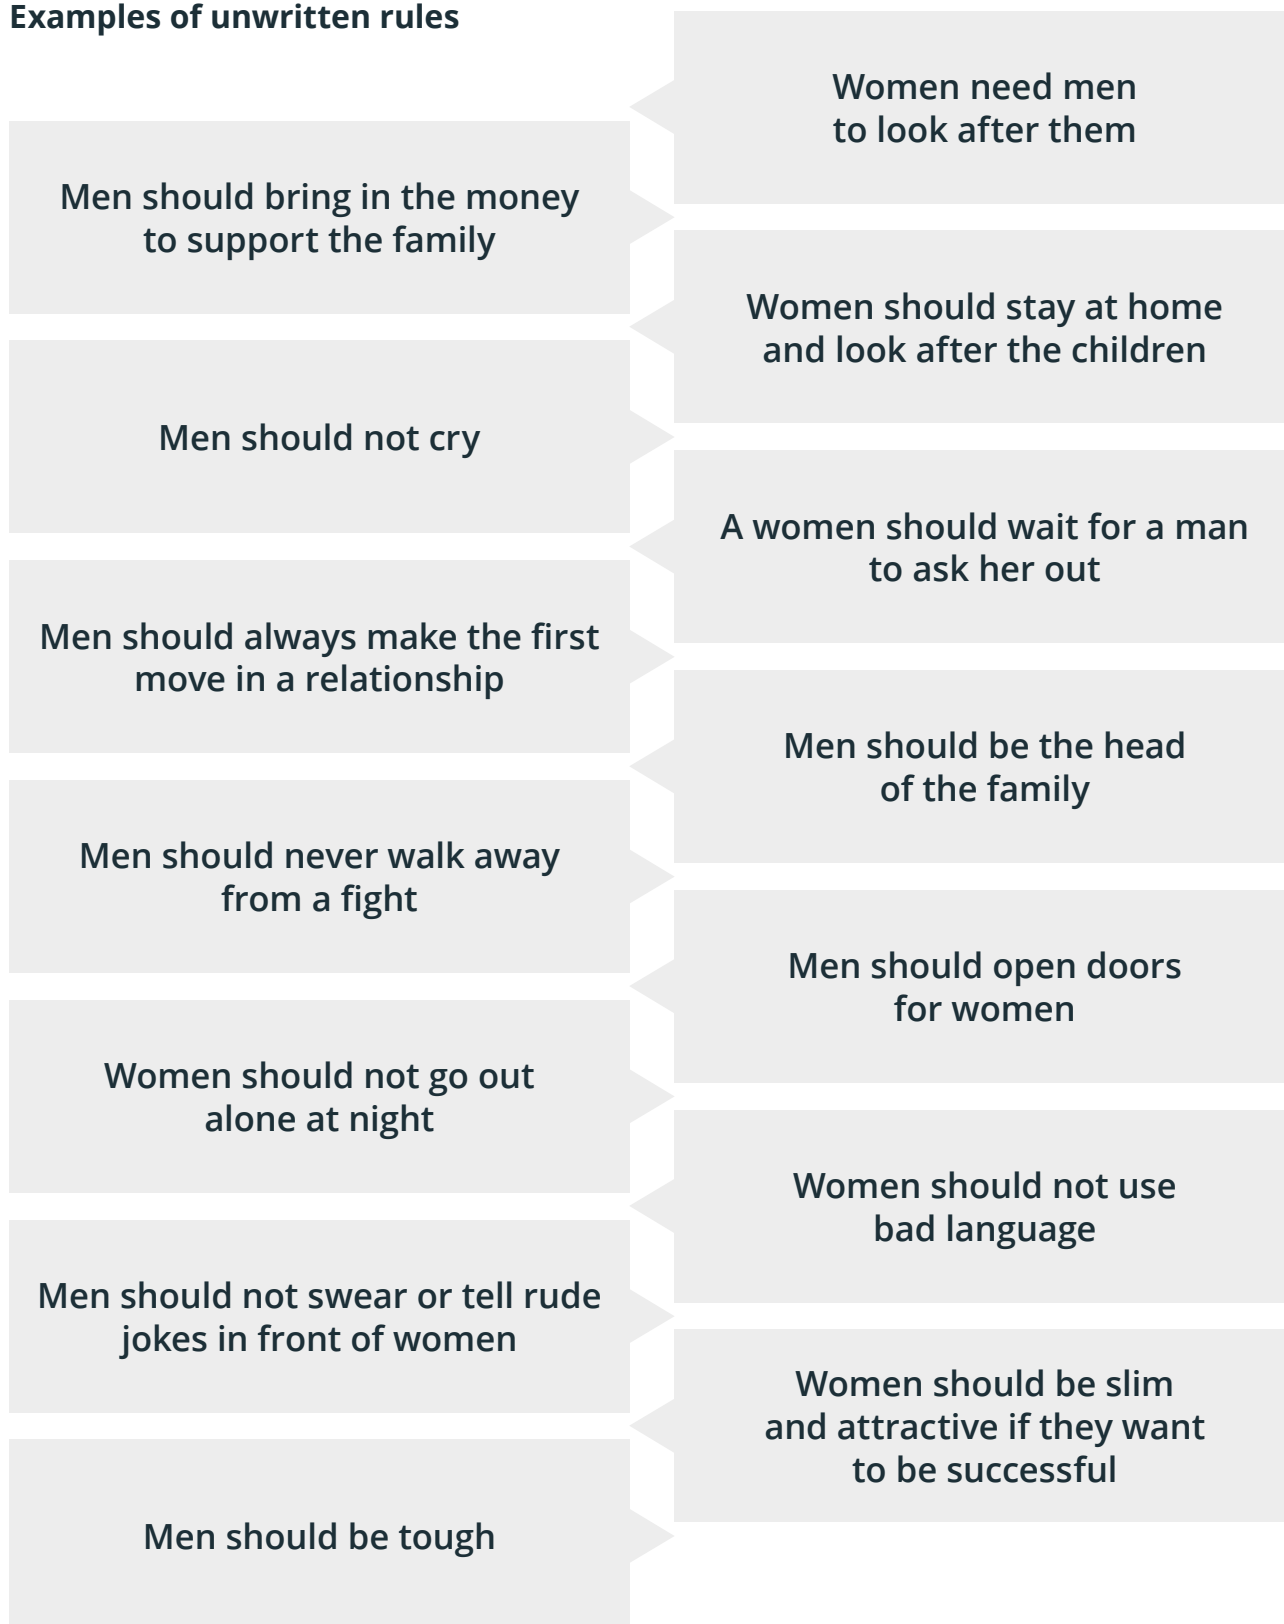 Examples of unwritten rules
Women need men
to look after them
Men should bring in the money
to support the family
Women should stay at home
and look after the children
Men should not cry
A women should wait for a man
to ask her out
Men should always make the first
move in a relationship
Men should be the head
of the family
Men should never walk away
from a fight
Men should open doors
for women
Women should not go out
alone at night
Women should not use
bad language
Men should not swear or tell rude
jokes in front of women
Women should be slim
and attractive if they want
to be successful
Men should be tough